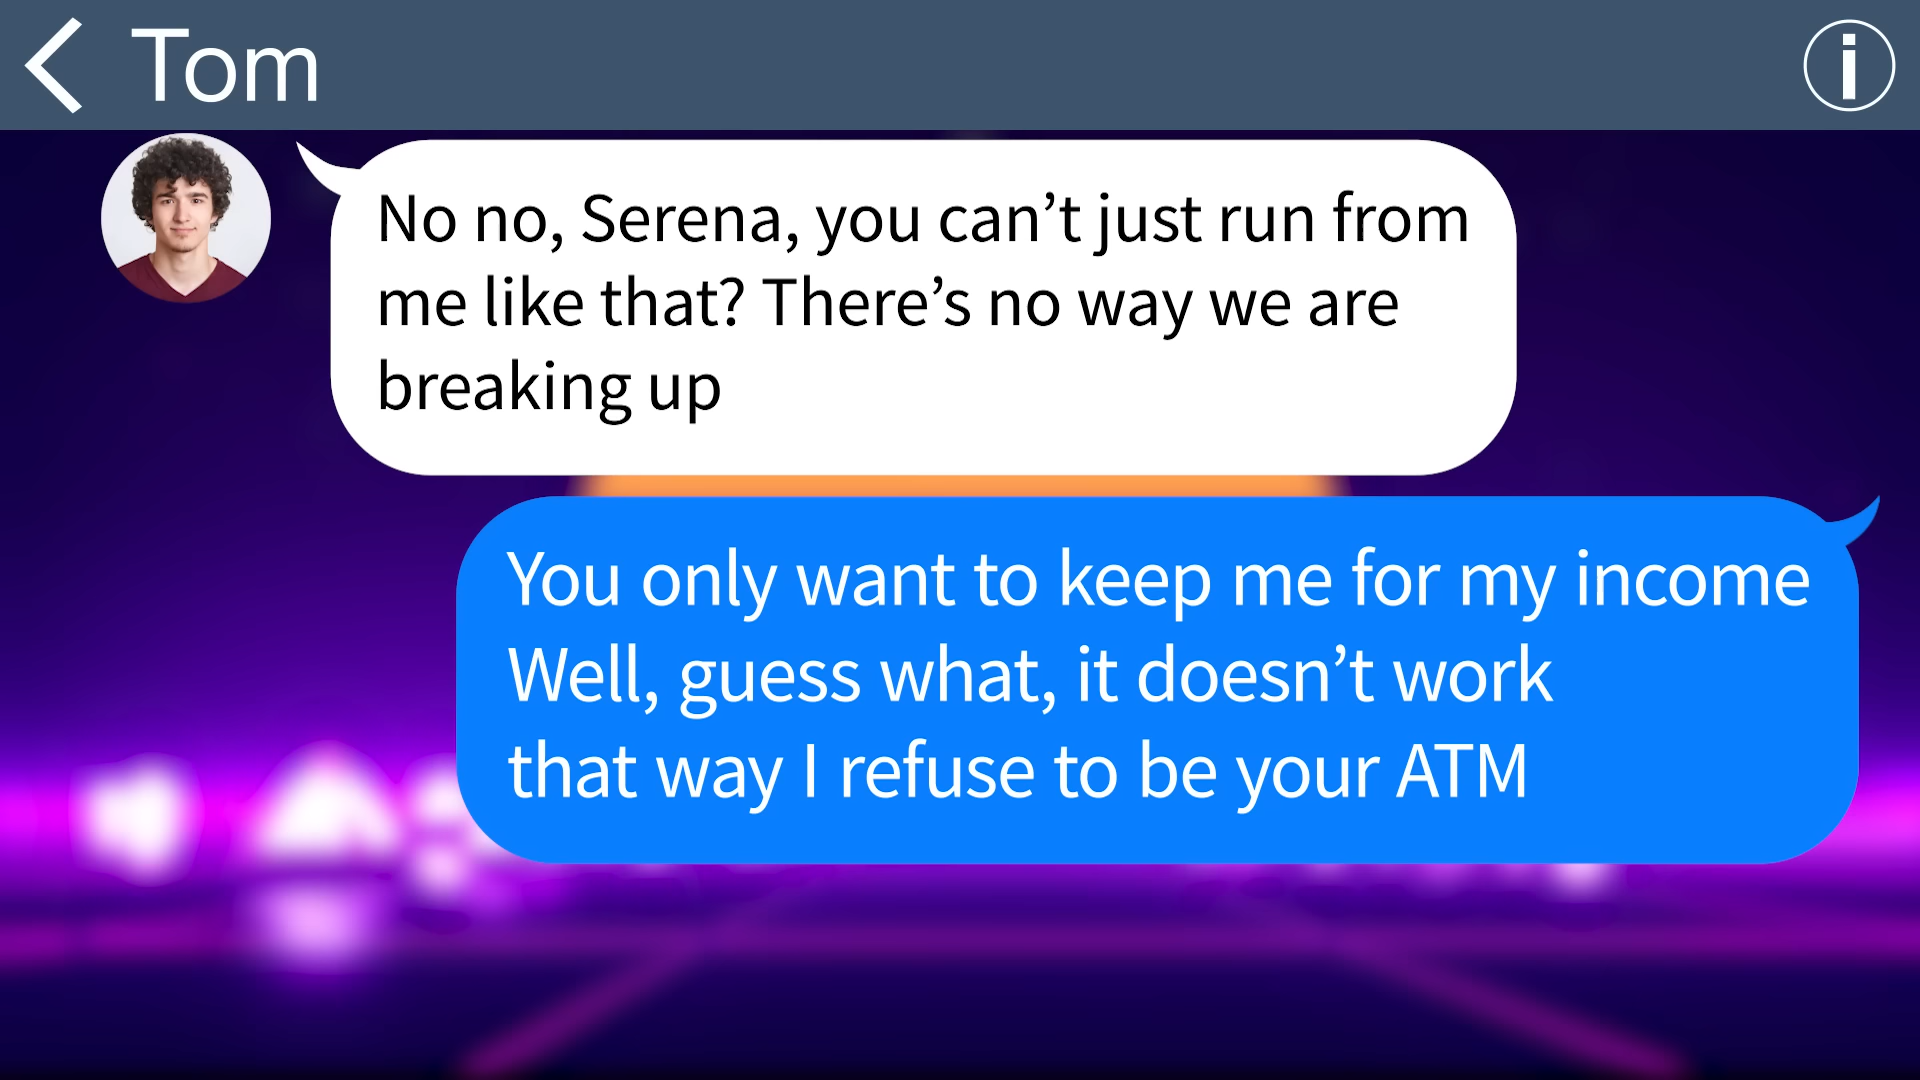 Tom
No no, Serena, you can’t just run from
me like that? There’s no way we are
breaking up
You only want to keep me for my income
Well, guess what, it doesn’t work
that way I refuse to be your ATM